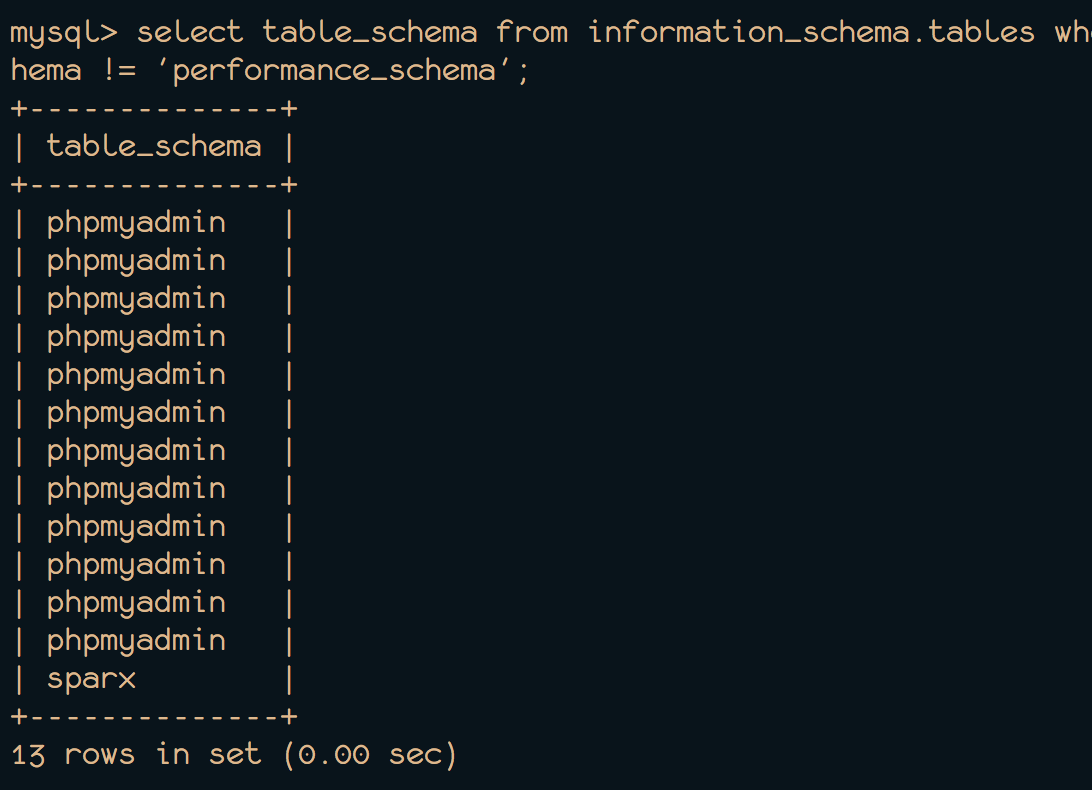 mysql> select table_schema from information_schema.tables
hema != 'performance_schema';
+--------------+
| table_schema |
+--------------+
| phpmyadmin   |
| phpmyadmin   |
| phpmyadmin   |
| phpmyadmin   |
| phpmyadmin   |
| phpmyadmin   |
| phpmyadmin   |
| phpmyadmin   |
| phpmyadmin   |
| phpmyadmin   |
| phpmyadmin   |
| phpmyadmin   |
| sparx        |
+--------------+
13 rows in set (0.00 sec)